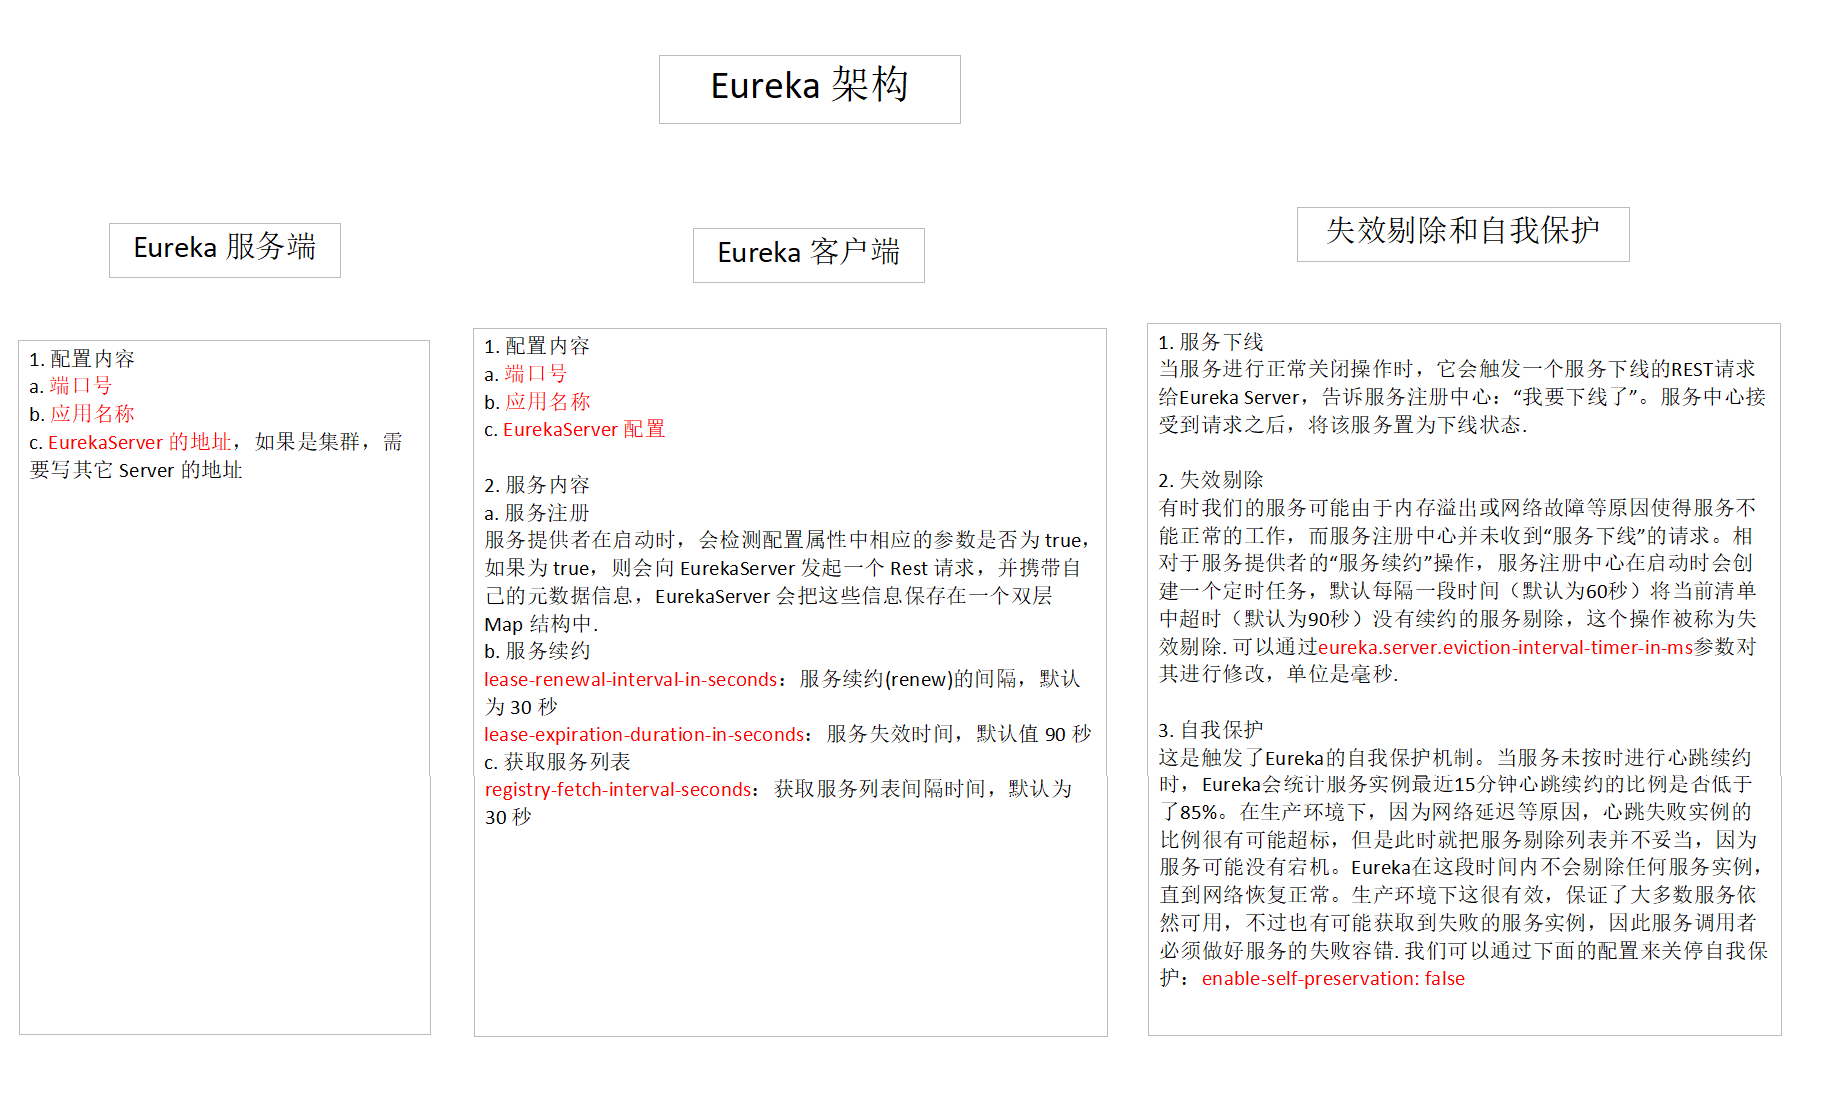 Eureka 架构
Eureka 服务端
1. 配置内容
a. 端口号
b. 应用名称
c. EurekaServer 的地址，如果是集群，需
要写其它 Server 的地址
Eureka 客户端
1. 配置内容
a. 端口号
b. 应用名称
c. EurekaServer 配置
2. 服务内容
a. 服务注册
服务提供者在启动时，会检测配置属性中相应的参数是否为 true，
如果为 true，则会向 EurekaServer 发起一个 Rest 请求，并携带自
己的元数据信息，EurekaServer 会把这些信息保存在一个双层
Map 结构中.
b. 服务续约
lease-renewal-interval-in-seconds：服务续约(renew)的间隔，默认
为 30 秒
lease-expiration-duration-in-seconds：服务失效时间，默认值 90 秒
c. 获取服务列表
registry-fetch-interval-seconds：获取服务列表间隔时间，默认为
30 秒
失效剔除和自我保护
1. 服务下线
当服务进行正常关闭操作时，它会触发一个服务下线的REST请求
给Eureka Server，告诉服务注册中心：“我要下线了”。服务中心接
受到请求之后，将该服务置为下线状态.
2. 失效剔除
有时我们的服务可能由于内存溢出或网络故障等原因使得服务不
能正常的工作，而服务注册中心并未收到“服务下线”的请求。相
对于服务提供者的“服务续约”操作，服务注册中心在启动时会创
建一个定时任务，默认每隔一段时间（默认为60秒）将当前清单
中超时（默认为90秒）没有续约的服务剔除，这个操作被称为失
效剔除. 可以通过eureka.server.eviction-interval-timer-in-ms参数对
其进行修改，单位是毫秒.
3. 自我保护
这是触发了Eureka的自我保护机制。当服务未按时进行心跳续约
时，Eureka会统计服务实例最近15分钟心跳续约的比例是否低于
了85%。在生产环境下，因为网络延迟等原因，心跳失败实例的
比例很有可能超标，但是此时就把服务剔除列表并不妥当，因为
服务可能没有宕机。Eureka在这段时间内不会剔除任何服务实例，
直到网络恢复正常。生产环境下这很有效，保证了大多数服务依
然可用，不过也有可能获取到失败的服务实例，因此服务调用者
必须做好服务的失败容错. 我们可以通过下面的配置来关停自我保
护：enable-self-preservation: false